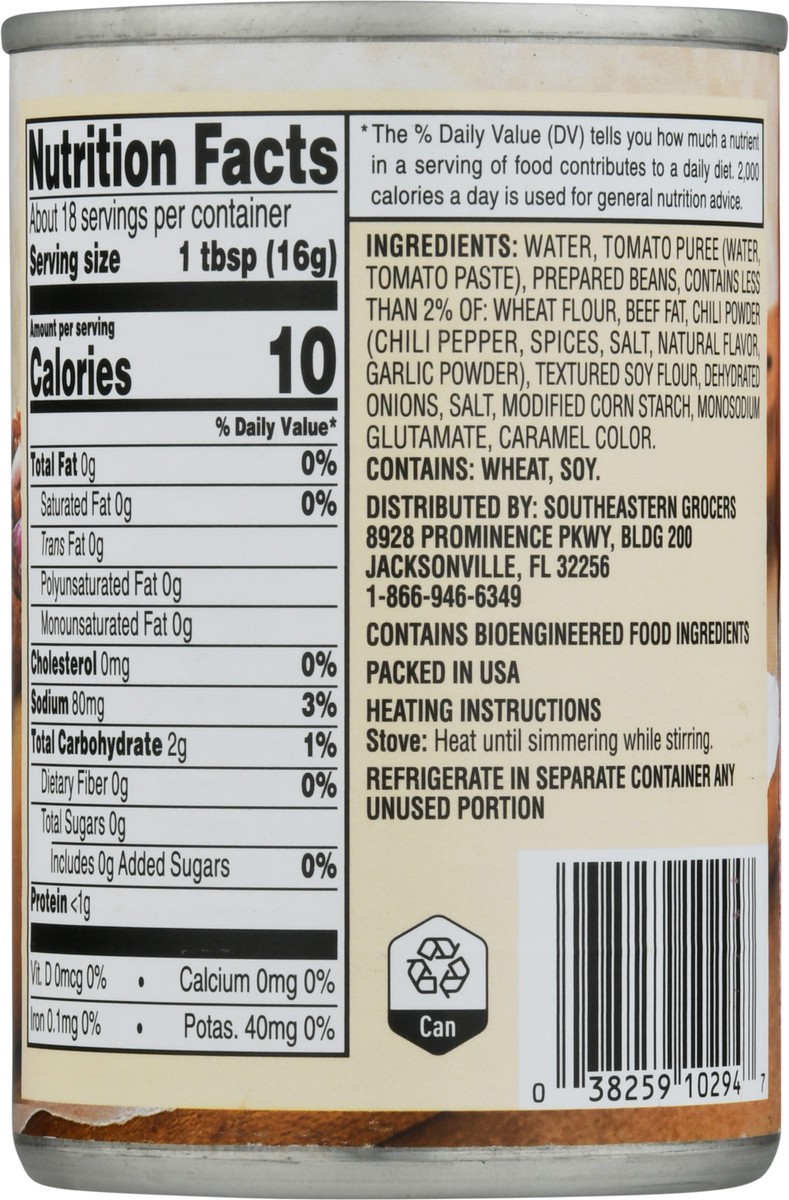 Nutrition Facts
About 18 servings per container
Serving size 1 tbsp (16g)
Amount per serving
Calories 10
% Daily Value*
Total Fat 0g 0%
Saturated Fat 0g 0%
Trans Fat 0g
Polyunsaturated Fat 0g
Monounsaturated Fat 0g
Cholesterol 0mg 0%
Sodium 80mg 3%
Total Carbohydrate 2g 1%
Dietary Fiber 0g 0%
Total Sugars 0g
Includes 0g Added Sugars 0%
Protein <1g
Vit. D 0mcg 0% • Calcium 0mg 0%
Iron 0.1mg 0% • Potas. 40mg 0%
* The % Daily Value (DV) tells you how much a nutrient
in a serving of food contributes to a daily diet. 2,000
calories a day is used for general nutrition advice.
INGREDIENTS: WATER, TOMATO PUREE (WATER,
TOMATO PASTE), PREPARED BEANS, CONTAINS LESS
THAN 2% OF: WHEAT FLOUR, BEEF FAT, CHILI POWDER
(CHILI PEPPER, SPICES, SALT, NATURAL FLAVOR,
GARLIC POWDER), TEXTURED SOY FLOUR, DEHYDRATED
ONIONS, SALT, MODIFIED CORN STARCH, MONOSODIUM
GLUTAMATE, CARAMEL COLOR.
CONTAINS: WHEAT, SOY.
DISTRIBUTED BY: SOUTHEASTERN GROCERS
8928 PROMINENCE PKWY, BLDG 200
JACKSONVILLE, FL 32256
1-866-946-6349
CONTAINS BIOENGINEERED FOOD INGREDIENTS
PACKED IN USA
HEATING INSTRUCTIONS
Stove: Heat until simmering while stirring.
REFRIGERATE IN SEPARATE CONTAINER ANY
UNUSED PORTION
Can
0 38259 10294 7